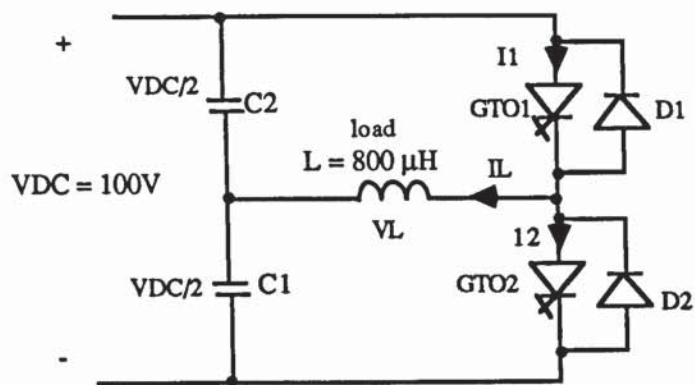 +
I1
VDC/2
C2
GTO1
D1
load
L = 800 μH
IL
VDC = 100V
VL
12
VDC/2
C1
GTO2
D2
-